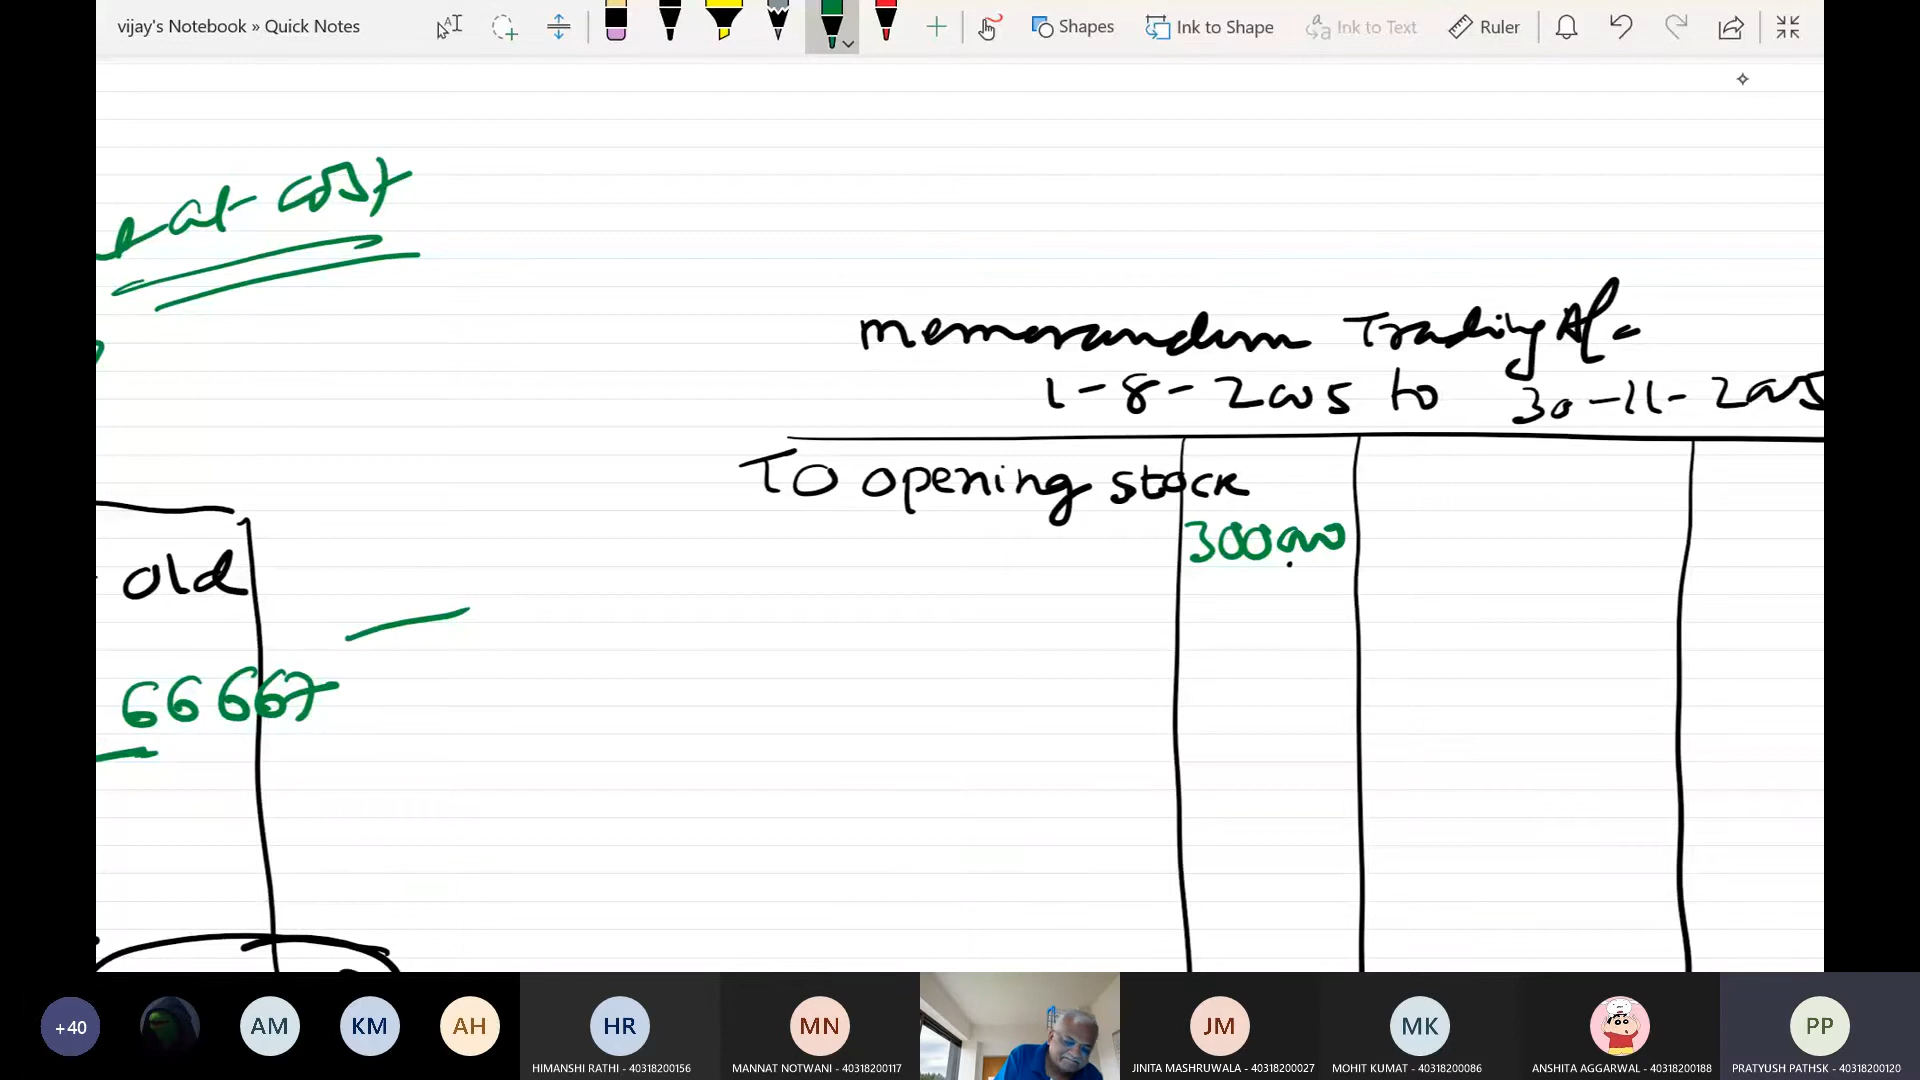 vijay's Notebook » Quick Notes
Shapes
Ink to Shape
Ink to Text
Ruler
at cost
memorandum Trading A/c
1-8-2005 to 30-11-2005
To opening stock
300000
old
66 667
+40
AM
KM
AH
HR
HIMANSHI RATHI - 40318200156
MN
MANNAT NOTWANI - 40318200117
JM
JINITA MASHRUWALA - 40318200027
MK
MOHIT KUMAT - 40318200086
ANSHITA AGGARWAL - 40318200188
PP
PRATYUSH PATHSK - 40318200120